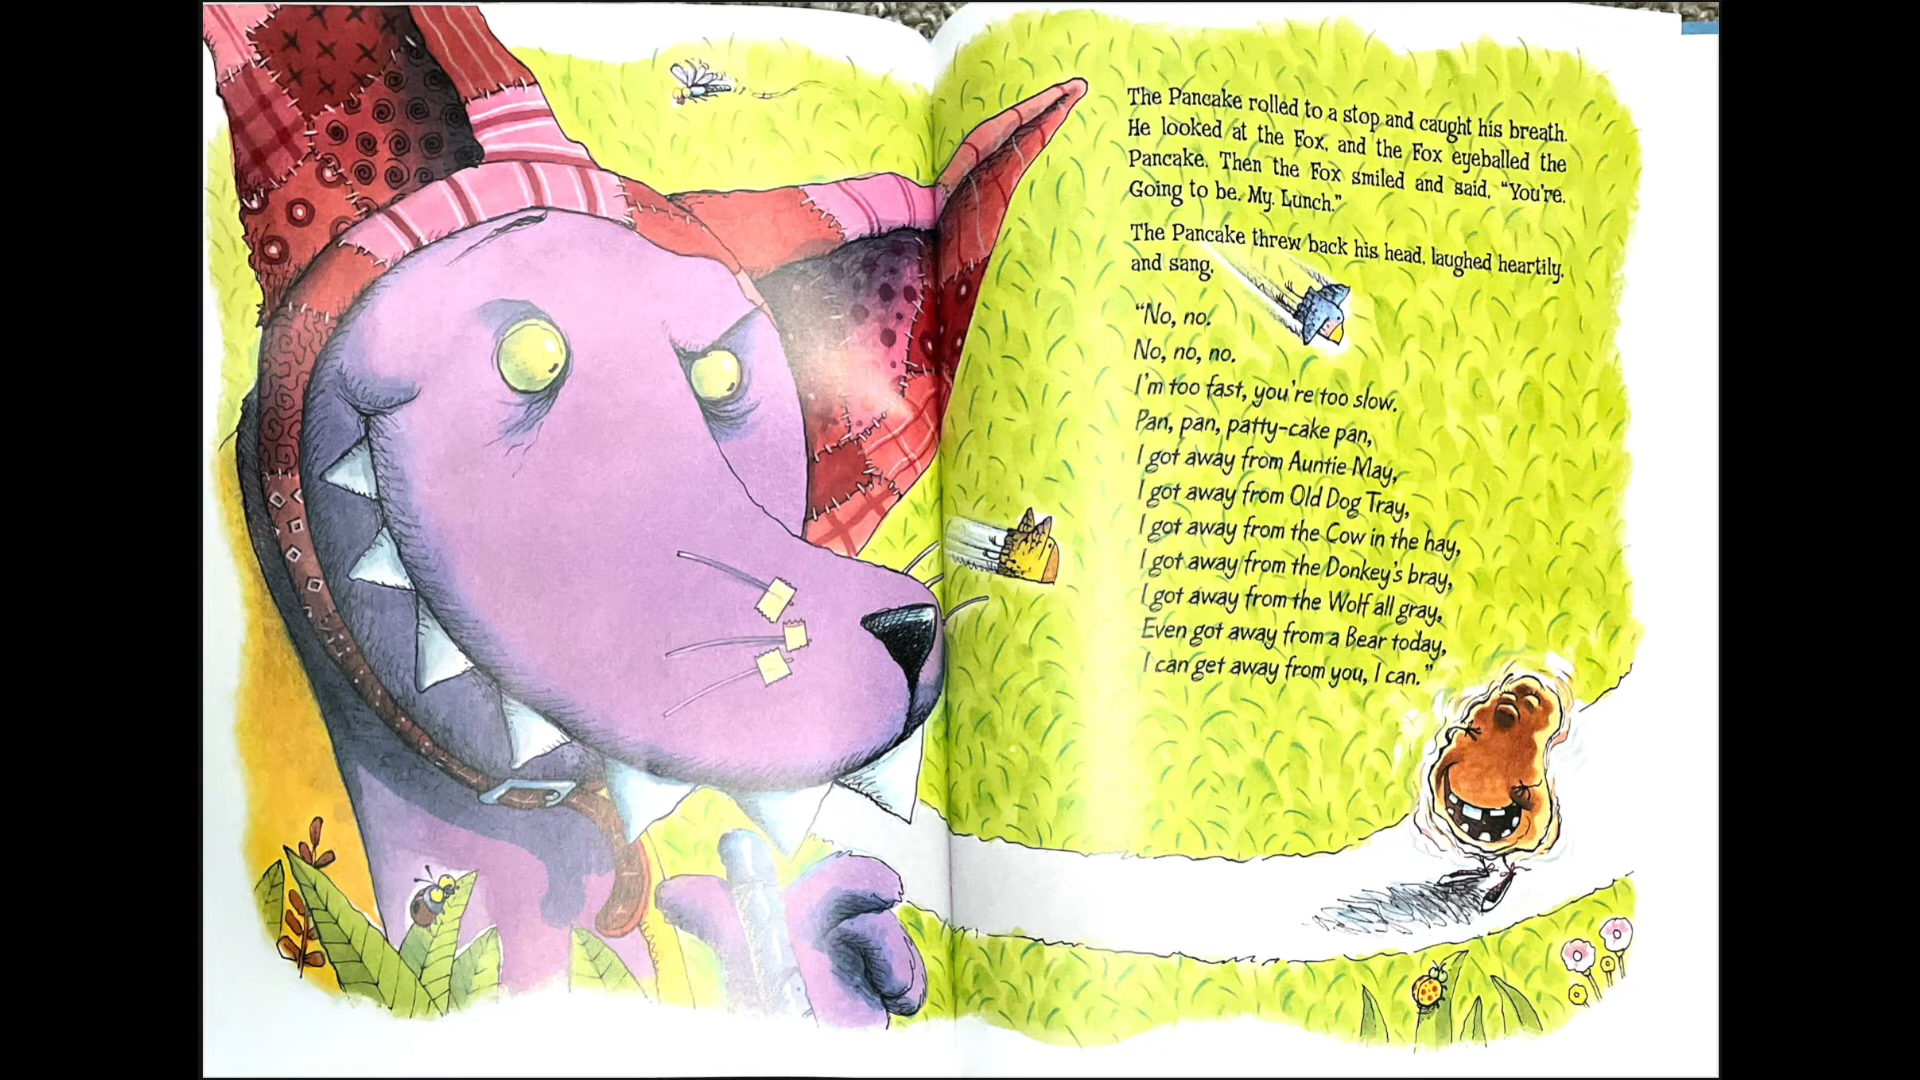 The Pancake rolled to a stop and caught his breath.
He looked at the Fox, and the Fox eyeballed the
Pancake. Then the Fox smiled and said, “You're.
Going to be. My. Lunch.”
The Pancake threw back his head, laughed heartily,
and sang,
“No, no.
No, no, no.
I'm too fast, you're too slow.
Pan, pan, patty-cake pan,
I got away from Auntie May,
I got away from Old Dog Tray,
I got away from the Cow in the hay,
I got away from the Donkey's bray,
I got away from the Wolf all gray,
Even got away from a Bear today,
I can get away from you, I can.”